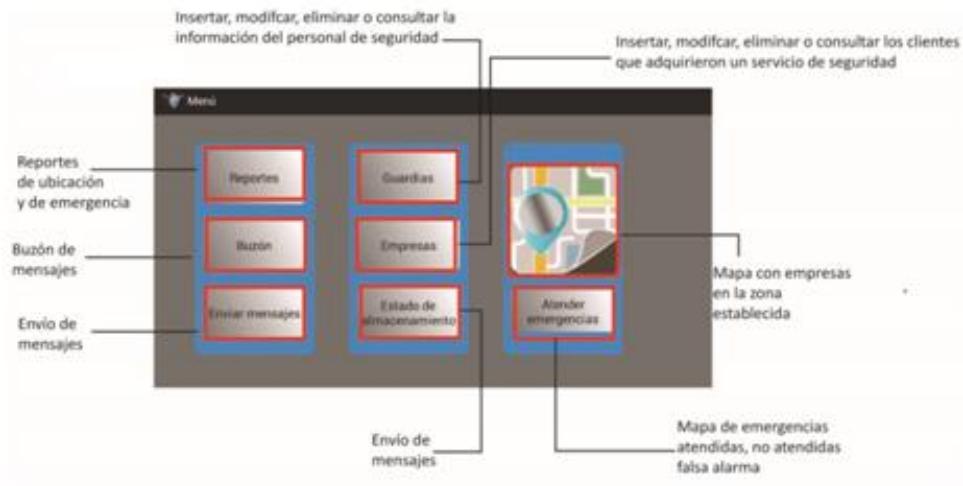 Insertar, modifcar, eliminar o consultar la
información del personal de seguridad
Insertar, modifcar, eliminar o consultar los clientes
que adquirieron un servicio de seguridad
Menú
Reportes
de ubicación
y de emergencia
Reportes
Guardias
Buzón de
mensajes
Buzón
Empresas
Mapa con empresas
en la zona
establecida
Envío de
mensajes
Enviar mensajes
Estado de
almacenamiento
Atender
emergencias
Envío de
mensajes
Mapa de emergencias
atendidas, no atendidas
falsa alarma